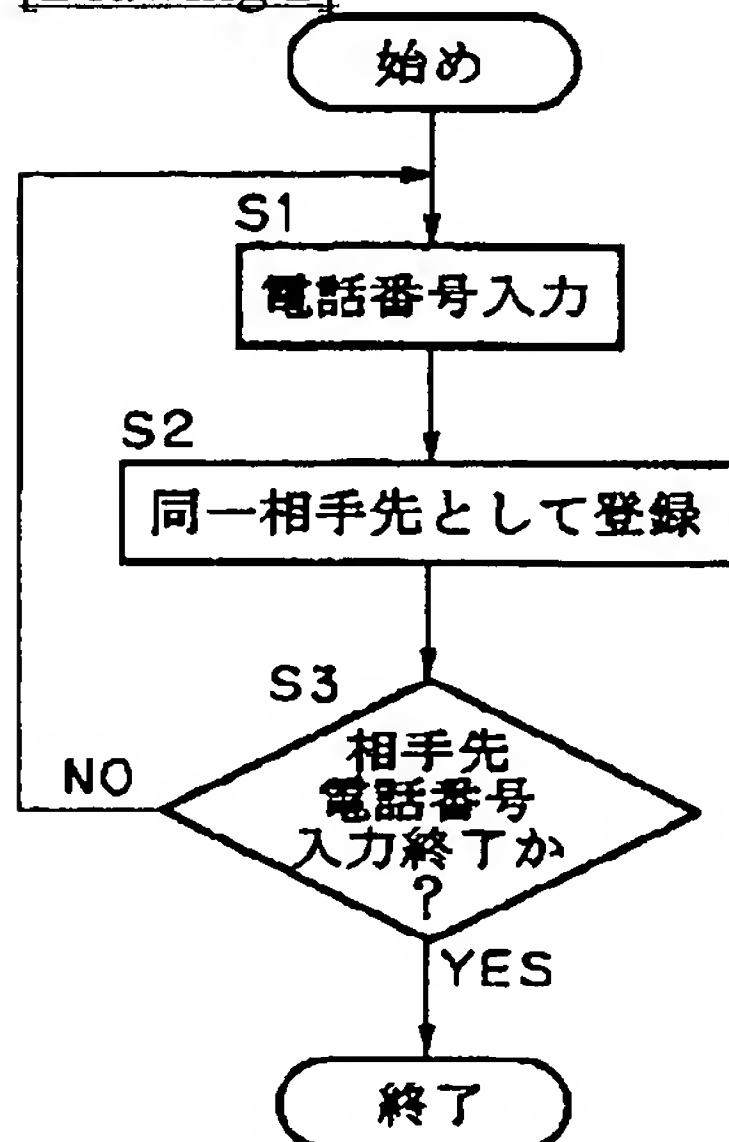 始め
S1
電話番号入力
S2
同一相手先として登録
S3
相手先
電話番号
入力終了か
?
NO
YES
終了